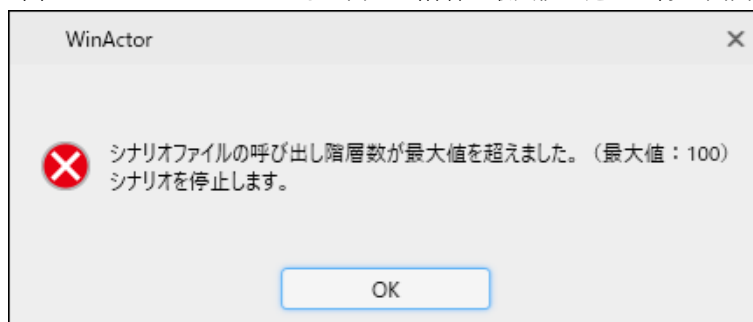 WinActor
シナリオファイルの呼び出し階層数が最大値を超えました。（最大値：100）
シナリオを停止します。
OK